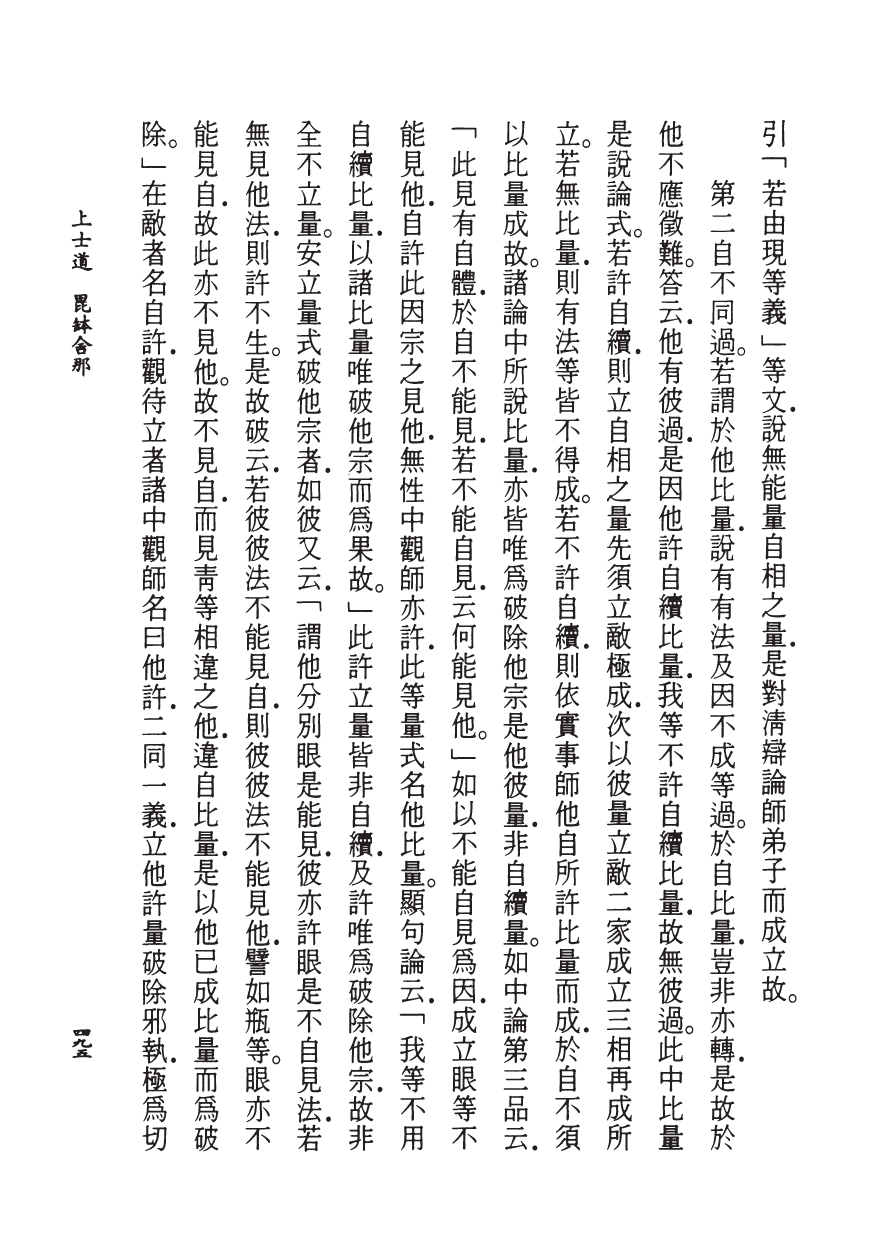 引「若由現等義」等文．說無能量自相之量．是對清辯論師弟子而成立故。
第二自不同過。若謂於他比量．說有有法及因不成等過。於自比量．豈非亦轉．是故於
他不應徵難。答云．他有彼過．是因他許自續比量．我等不許自續比量．故無彼過。此中比量
是說論式。若許自續．則立自相之量先須立敵極成．次以彼量立敵二家成立三相再成所
立。若無比量．則有法等皆不得成。若不許自續．則依實事師他自所許比量而成．於自不須
以比量成故。諸論中所說比量．亦皆唯爲破除他宗是他彼量．非自續量。如中論第三品云．
「此見有自體．於自不能見．若不能自見．云何能見他。」如以不能自見爲因．成立眼等不
能見他．自許此因宗之見他．無性中觀師亦許．此等量式名他比量。顯句論云．「我等不用
自續比量．以諸比量唯破他宗而爲果故。」此許立量皆非自續．及許唯爲破除他宗．故非
全不立量。安立量式破他宗者．如彼又云．「謂他分別眼是能見．彼亦許眼是不自見法．若
無見他法．則許不生。是故破云．若彼彼法不能見自．則彼彼法不能見他．譬如瓶等。眼亦不
能見自．故此亦不見他。故不見自．而見靑等相違之他．違自比量．是以他已成比量而爲破
除。」在敵者名自許．觀待立者諸中觀師名曰他許．二同一義．立他許量破除邪執．極爲切
上士道　毘鉢舍那
四九五